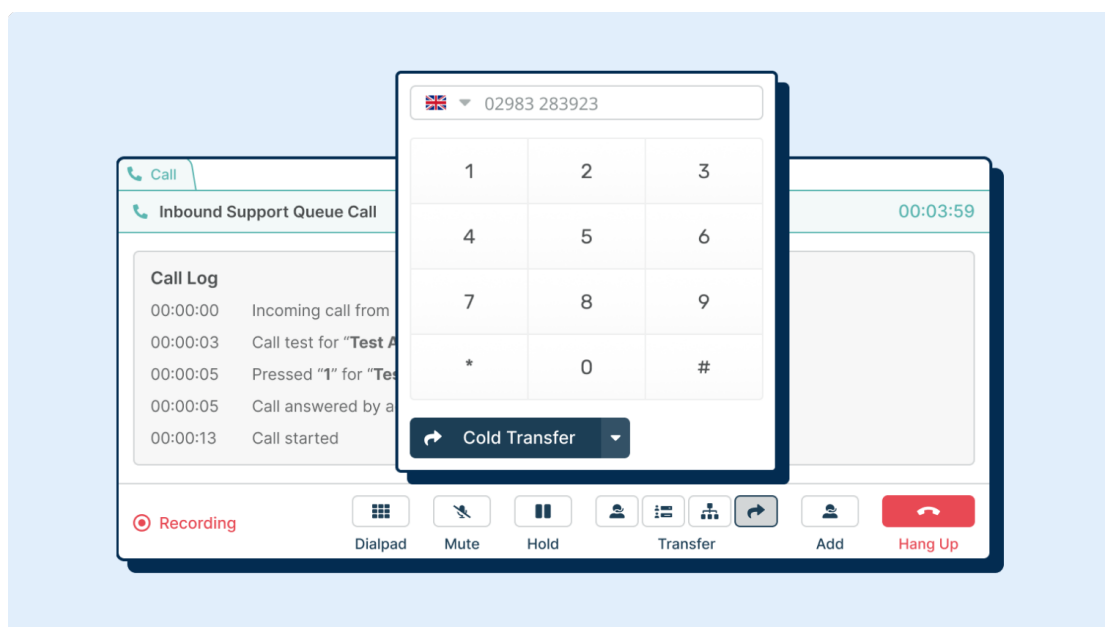 02983 283923
1 2 3
4 5 6
7 8 9
* 0 #
Cold Transfer
Call
Inbound Support Queue Call 00:03:59
Call Log
00:00:00 Incoming call from
00:00:03 Call test for “Test
00:00:05 Pressed “1” for
00:00:05 Call answered by
00:00:13 Call started
Recording
Dialpad Mute Hold Transfer Add Hang Up